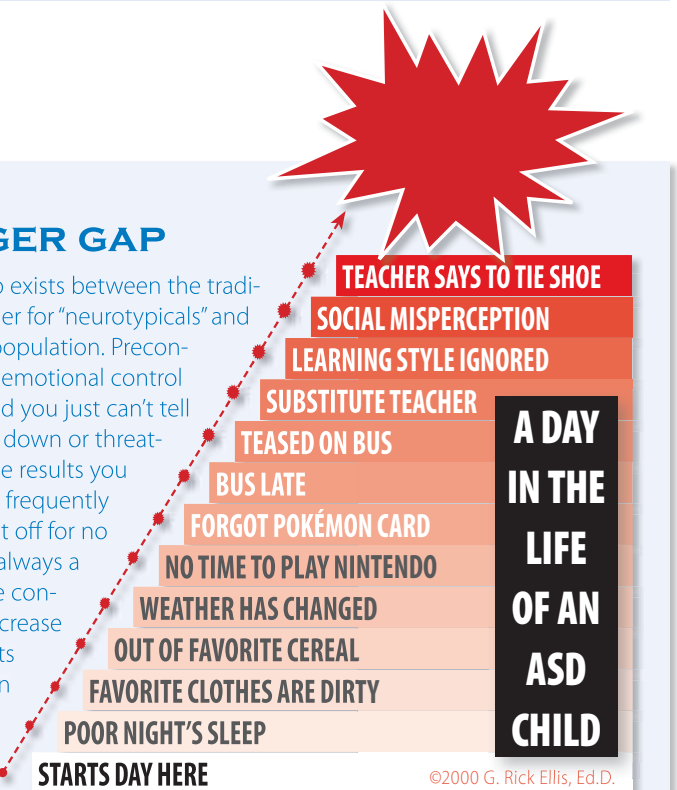 GER GAP
exists between the tradi-
er for “neurotypicals” and
population. Precon-
emotional control
d you just can’t tell
down or threat-
e results you
frequently
t off for no
always a
e con-
crease
ts
n
TEACHER SAYS TO TIE SHOE
SOCIAL MISPERCEPTION
LEARNING STYLE IGNORED
SUBSTITUTE TEACHER
TEASED ON BUS
BUS LATE
FORGOT POKÉMON CARD
NO TIME TO PLAY NINTENDO
WEATHER HAS CHANGED
OUT OF FAVORITE CEREAL
FAVORITE CLOTHES ARE DIRTY
POOR NIGHT’S SLEEP
STARTS DAY HERE
A DAY
IN THE
LIFE
OF AN
ASD
CHILD
©2000 G. Rick Ellis, Ed.D.